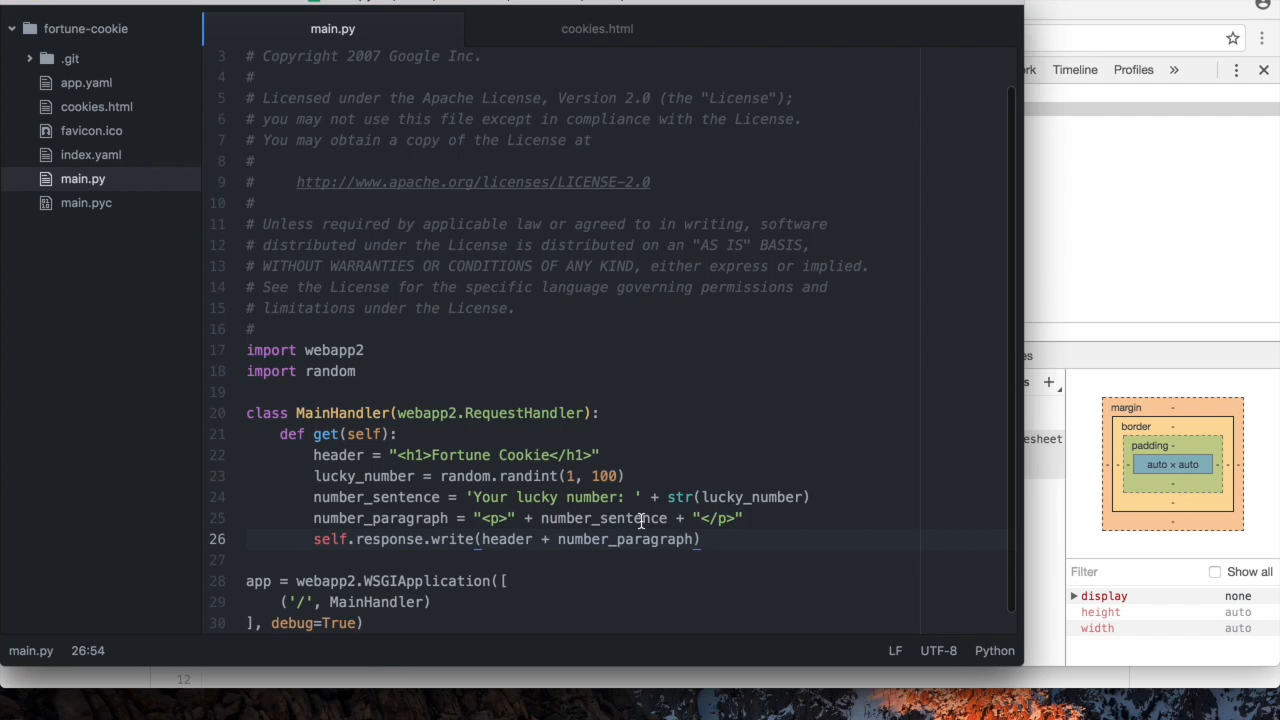 fortune-cookie
.git
app.yaml
cookies.html
favicon.ico
index.yaml
main.py
main.pyc
main.py
cookies.html
3 # Copyright 2007 Google Inc.
4 #
5 # Licensed under the Apache License, Version 2.0 (the "License");
6 # you may not use this file except in compliance with the License.
7 # You may obtain a copy of the License at
8 #
9 #     http://www.apache.org/licenses/LICENSE-2.0
10 #
11 # Unless required by applicable law or agreed to in writing, software
12 # distributed under the License is distributed on an "AS IS" BASIS,
13 # WITHOUT WARRANTIES OR CONDITIONS OF ANY KIND, either express or implied.
14 # See the License for the specific language governing permissions and
15 # limitations under the License.
16 #
17 import webapp2
18 import random
19
20 class MainHandler(webapp2.RequestHandler):
21     def get(self):
22         header = "<h1>Fortune Cookie</h1>"
23         lucky_number = random.randint(1, 100)
24         number_sentence = 'Your lucky number: ' + str(lucky_number)
25         number_paragraph = "<p>" + number_sentence + "</p>"
26         self.response.write(header + number_paragraph)
27
28 app = webapp2.WSGIApplication([
29     ('/', MainHandler)
30 ], debug=True)
main.py 26:54 LF UTF-8 Python
12
rk Timeline Profiles »
es
s +
esheet
margin -
border -
padding -
auto × auto
Filter Show all
display none
height auto
width auto